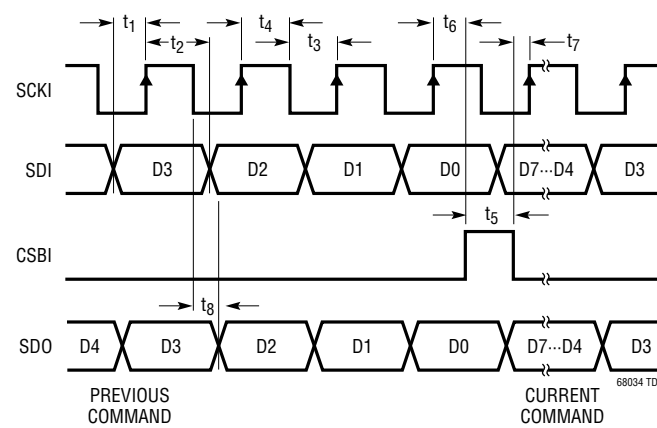 t1 t2 t4 t3 t6 t7
SCKI
SDI D3 D2 D1 D0 D7···D4 D3
t5
CSBI
t8
SDO D4 D3 D2 D1 D0 D7···D4 D3
68034 TD
PREVIOUS COMMAND
CURRENT COMMAND